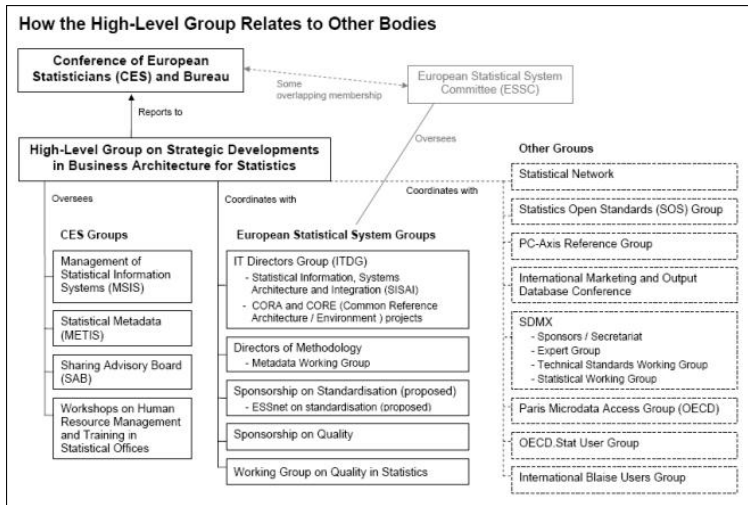 How the High-Level Group Relates to Other Bodies
Conference of European
Statisticians (CES) and Bureau
European Statistical System
Committee (ESSC)
Some
overlapping membership
Reports to
High-Level Group on Strategic Developments
in Business Architecture for Statistics
Oversees
Other Groups
Oversees
Coordinates with
Coordinates with
CES Groups
Management of
Statistical Information
Systems (MSIS)
Statistical Metadata
(METIS)
Sharing Advisory Board
(SAB)
Workshops on Human
Resource Management
and Training in
Statistical Offices
European Statistical System Groups
IT Directors Group (ITDG)
- Statistical Information, Systems
Architecture and Integration (SISAI)
- CORA and CORE (Common Reference
Architecture / Environment ) projects
Directors of Methodology
- Metadata Working Group
Sponsorship on Standardisation (proposed)
- ESSnet on standardisation (proposed)
Sponsorship on Quality
Working Group on Quality in Statistics
Statistical Network
Statistics Open Standards (SOS) Group
PC-Axis Reference Group
International Marketing and Output
Database Conference
SDMX
- Sponsors / Secretariat
- Expert Group
- Technical Standards Working Group
- Statistical Working Group
Paris Microdata Access Group (OECD)
OECD.Stat User Group
International Blaise Users Group